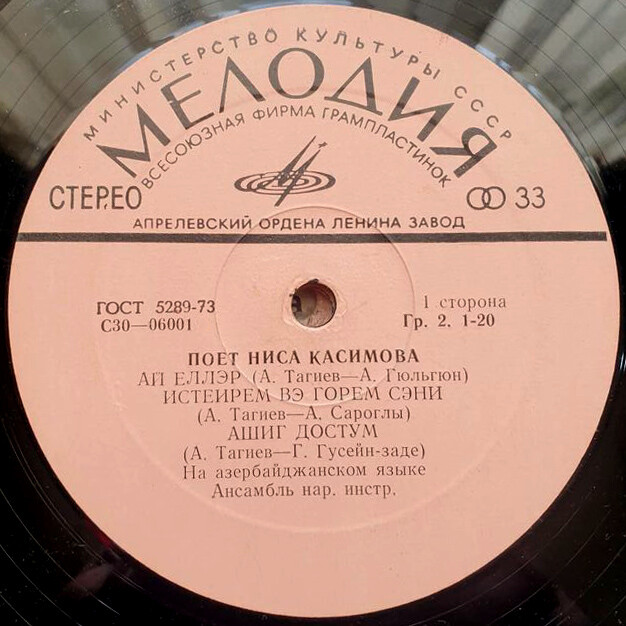 МИНИСТЕРСТВО КУЛЬТУРЫ СССР
МЕЛОДИЯ
ВСЕСОЮЗНАЯ ФИРМА ГРАМПЛАСТИНОК
СТЕРЕО
33
АПРЕЛЕВСКИЙ ОРДЕНА ЛЕНИНА ЗАВОД
ГОСТ 5289-73
1 сторона
С30—06001
Гр. 2. 1-20
ПОЕТ НИСА КАСИМОВА
АП ЕЛЛЭР (А. Тагиев—А. Гюльгюн)
ИСТЕИРЕМ ВЭ ГОРЕМ СЭНИ
(А. Тагиев—А. Сароглы)
АШИГ ДОСТУМ
(А. Тагиев—Г. Гусейн-заде)
На азербайджанском языке
Ансамбль нар. инстр.